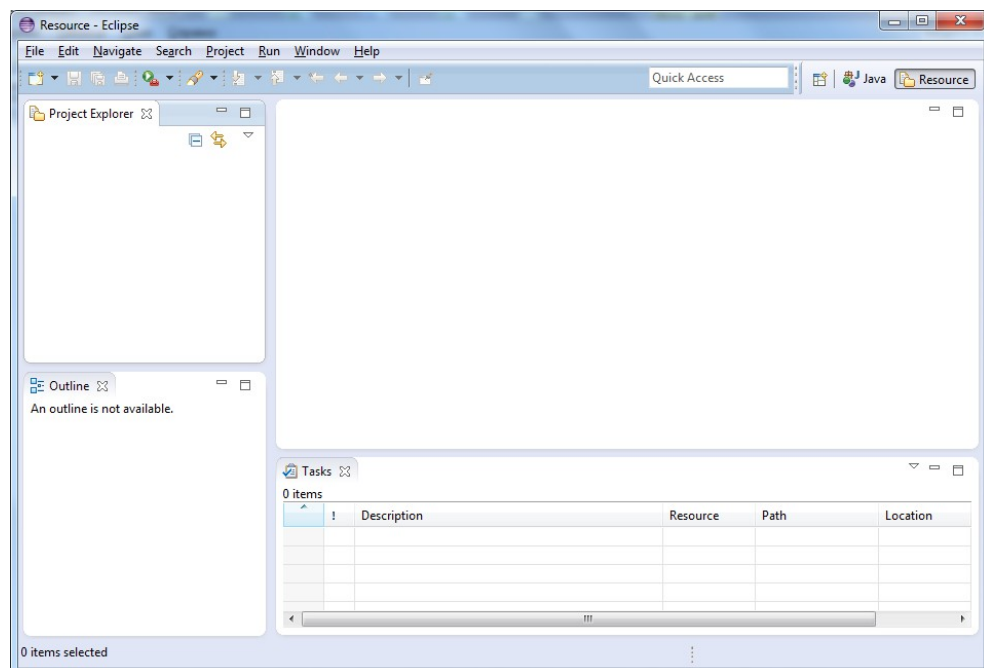 Resource - Eclipse
File Edit Navigate Search Project Run Window Help
Quick Access
Java
Resource
Project Explorer
Outline
An outline is not available.
Tasks
0 items
! Description Resource Path Location
0 items selected